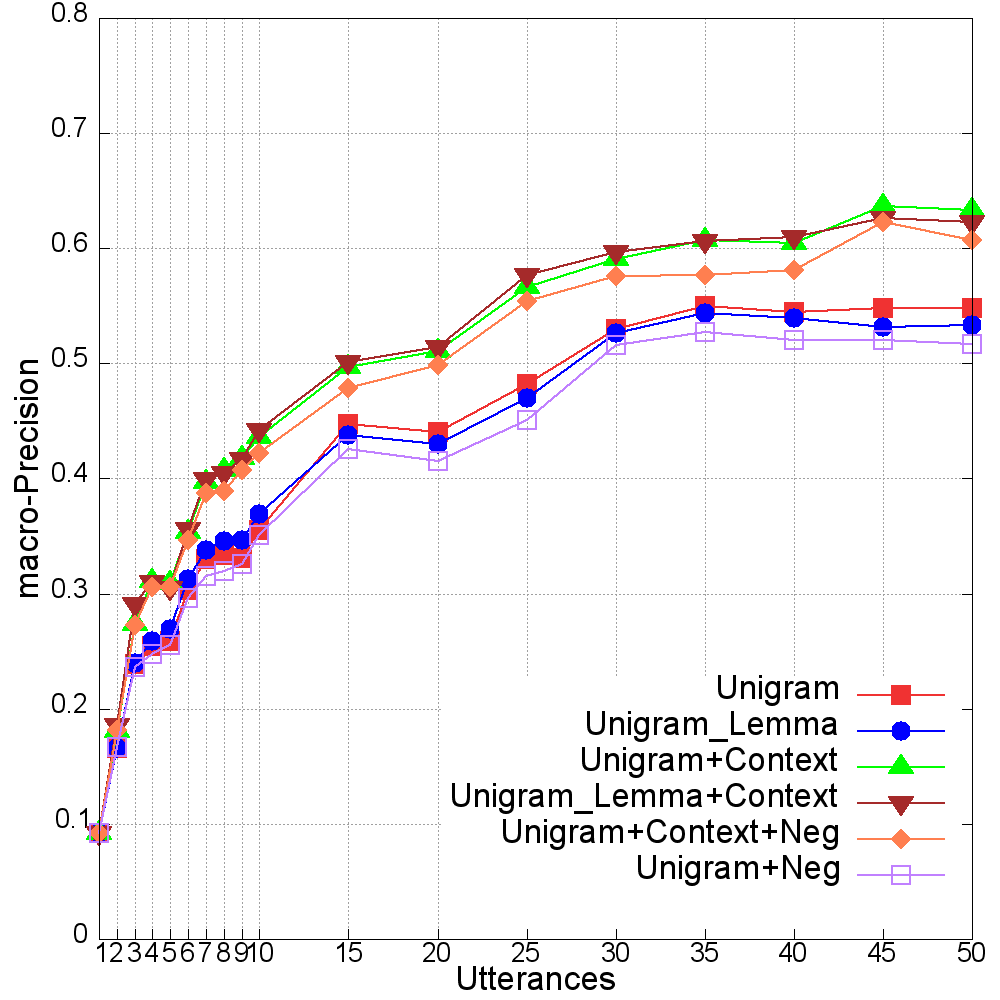 0.8
0.7
0.6
0.5
0.4
0.3
0.2
0.1
0
macro-Precision
Unigram
Unigram_Lemma
Unigram+Context
Unigram_Lemma+Context
Unigram+Context+Neg
Unigram+Neg
1 2 3 4 5 6 7 8 9 10 15 20 25 30 35 40 45 50
Utterances